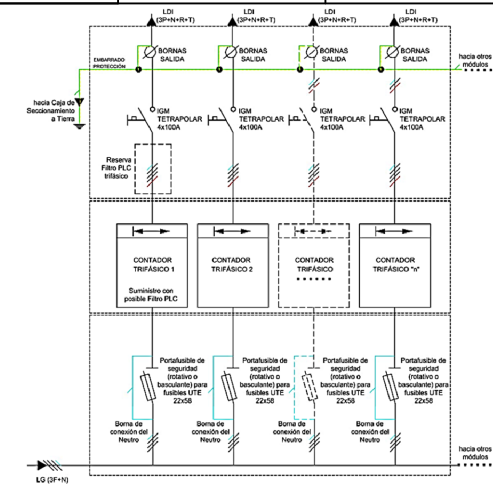 LDI LDI LDI LDI
(3P+N+R+T) (3P+N+R+T) (3P+N+R+T) (3P+N+R+T)
BORNAS SALIDA
BORNAS SALIDA
BORNAS SALIDA
BORNAS SALIDA
EMBARRADO
PROTECCIÓN
hacia otros
módulos
hacia Caja de
Seccionamiento
a Tierra
IGM
TETRAPOLAR
4x100A
IGM
TETRAPOLAR
4x100A
IGM
TETRAPOLAR
4x100A
IGM
TETRAPOLAR
4x100A
Reserva
Filtro PLC
trifásico
CONTADOR
TRIFÁSICO 1
Suministro con
posible Filtro PLC
CONTADOR
TRIFÁSICO 2
CONTADOR
TRIFÁSICO
CONTADOR
TRIFÁSICO "n"
Portafusible de
seguridad
(rotativo o
basculante) para
fusibles UTE
22x58
Portafusible de
seguridad
(rotativo o
basculante) para
fusibles UTE
22x58
Portafusible de
seguridad
(rotativo o
basculante) para
fusibles UTE
22x58
Portafusible de
seguridad
(rotativo o
basculante) para
fusibles UTE
22x58
Borna de
conexión del
Neutro
Borna de
conexión del
Neutro
Borna de
conexión del
Neutro
Borna de
conexión del
Neutro
hacia otros
módulos
LG (3F+N)